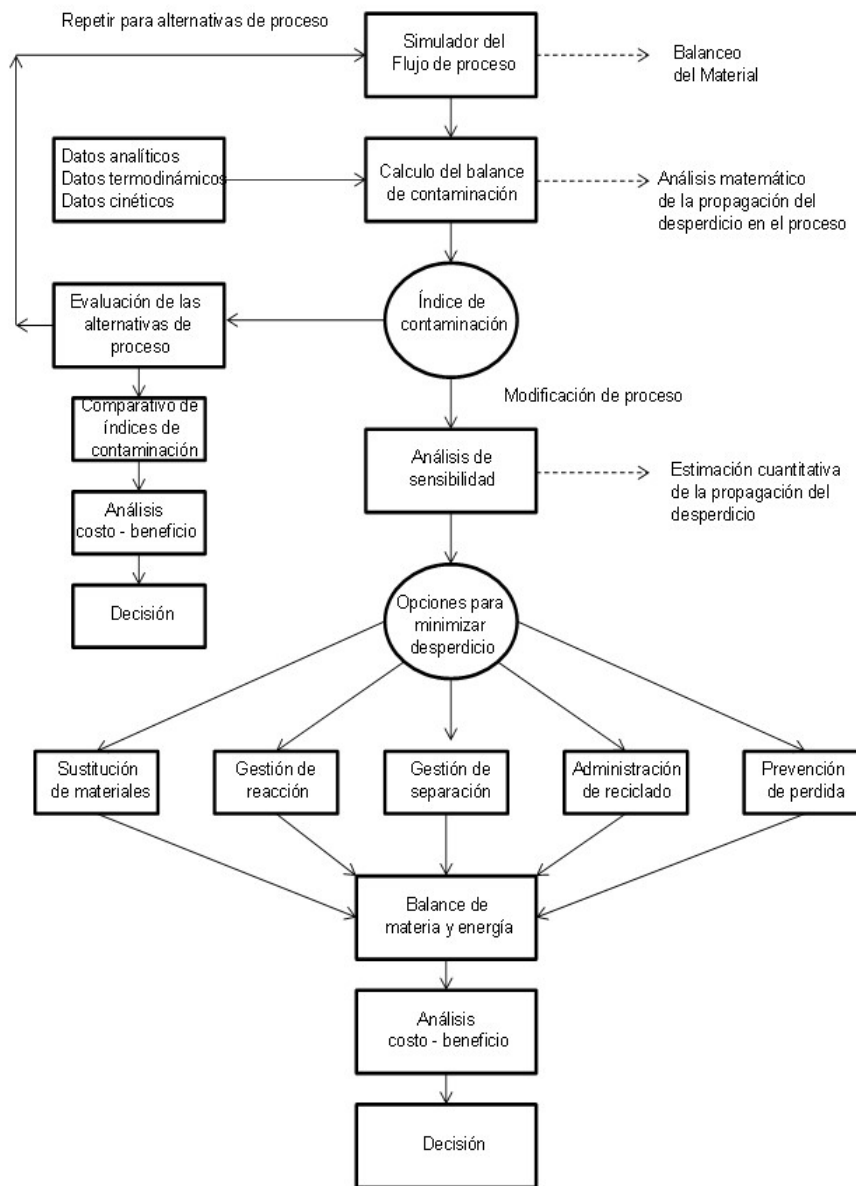 Repetir para alternativas de proceso
Simulador del
Flujo de proceso
Balanceo
del Material
Datos analíticos
Datos termodinámicos
Datos cinéticos
Calculo del balance
de contaminación
Análisis matemático
de la propagación del
desperdicio en el proceso
Evaluación de las
alternativas de
proceso
Índice de
contaminación
Modificación de proceso
Comparativo de
índices de
contaminación
Análisis de
sensibilidad
Estimación cuantitativa
de la propagación del
desperdicio
Análisis
costo - beneficio
Decisión
Opciones para
minimizar
desperdicio
Sustitución
de materiales
Gestión de
reacción
Gestión de
separación
Administración
de reciclado
Prevención
de perdida
Balance de
materia y energía
Análisis
costo - beneficio
Decisión